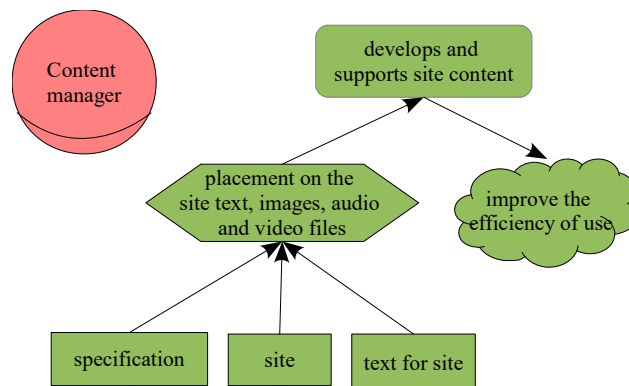 Content
manager
develops and
supports site content
placement on the
site text, images, audio
and video files
improve the
efficiency of use
specification
site
text for site